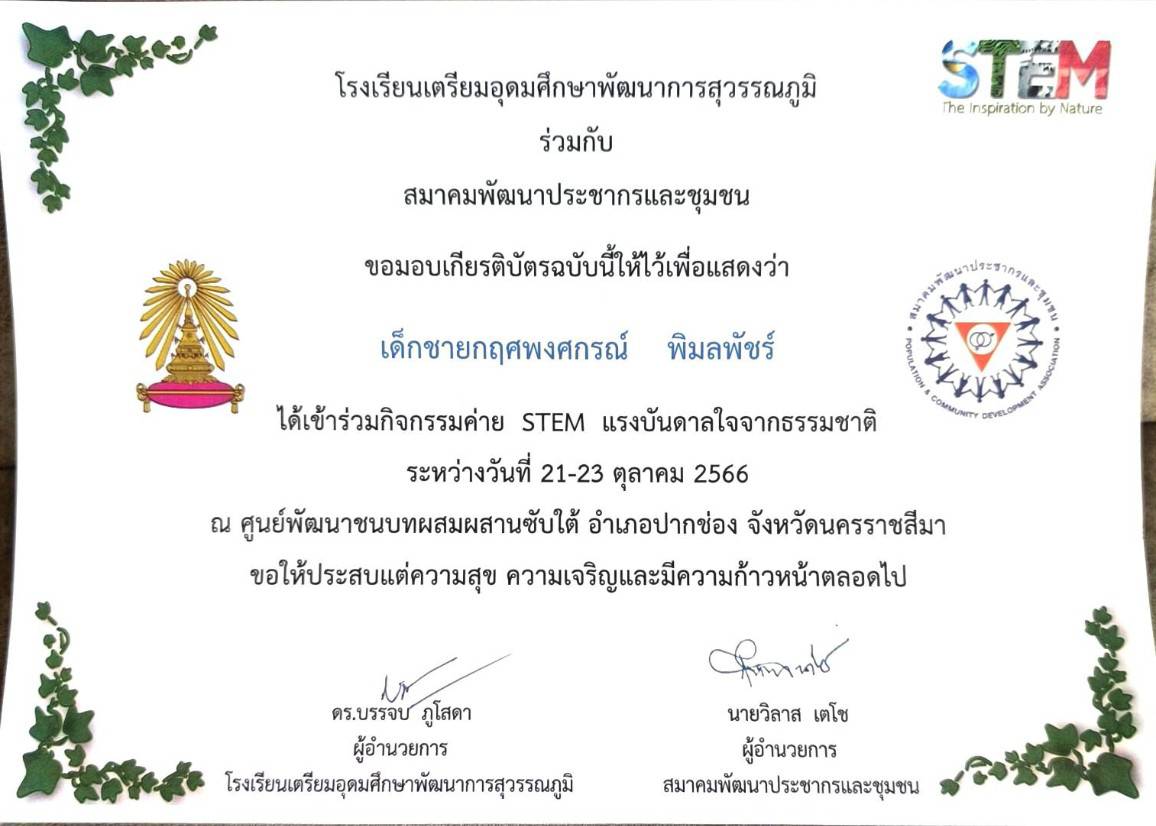 STEM
The Inspiration by Nature
โรงเรียนเตรียมอุดมศึกษาพัฒนาการสุวรรณภูมิ
ร่วมกับ
สมาคมพัฒนาประชากรและชุมชน
ขอมอบเกียรติบัตรฉบับนี้ให้ไว้เพื่อแสดงว่า
สมาคมพัฒนาประชากรและชุมชน
POPULATION & COMMUNITY DEVELOPMENT ASSOCIATION
เด็กชายกฤศพงศกรณ์ พิมลพัชร์
ได้เข้าร่วมกิจกรรมค่าย STEM แรงบันดาลใจจากธรรมชาติ
ระหว่างวันที่ 21-23 ตุลาคม 2566
ณ ศูนย์พัฒนาชนบทผสมผสานซับใต้ อำเภอปากช่อง จังหวัดนครราชสีมา
ขอให้ประสบแต่ความสุข ความเจริญและมีความก้าวหน้าตลอดไป
ดร.บรรจบ ภูโสดา
ผู้อำนวยการ
โรงเรียนเตรียมอุดมศึกษาพัฒนาการสุวรรณภูมิ
นายวิลาส เตโช
ผู้อำนวยการ
สมาคมพัฒนาประชากรและชุมชน